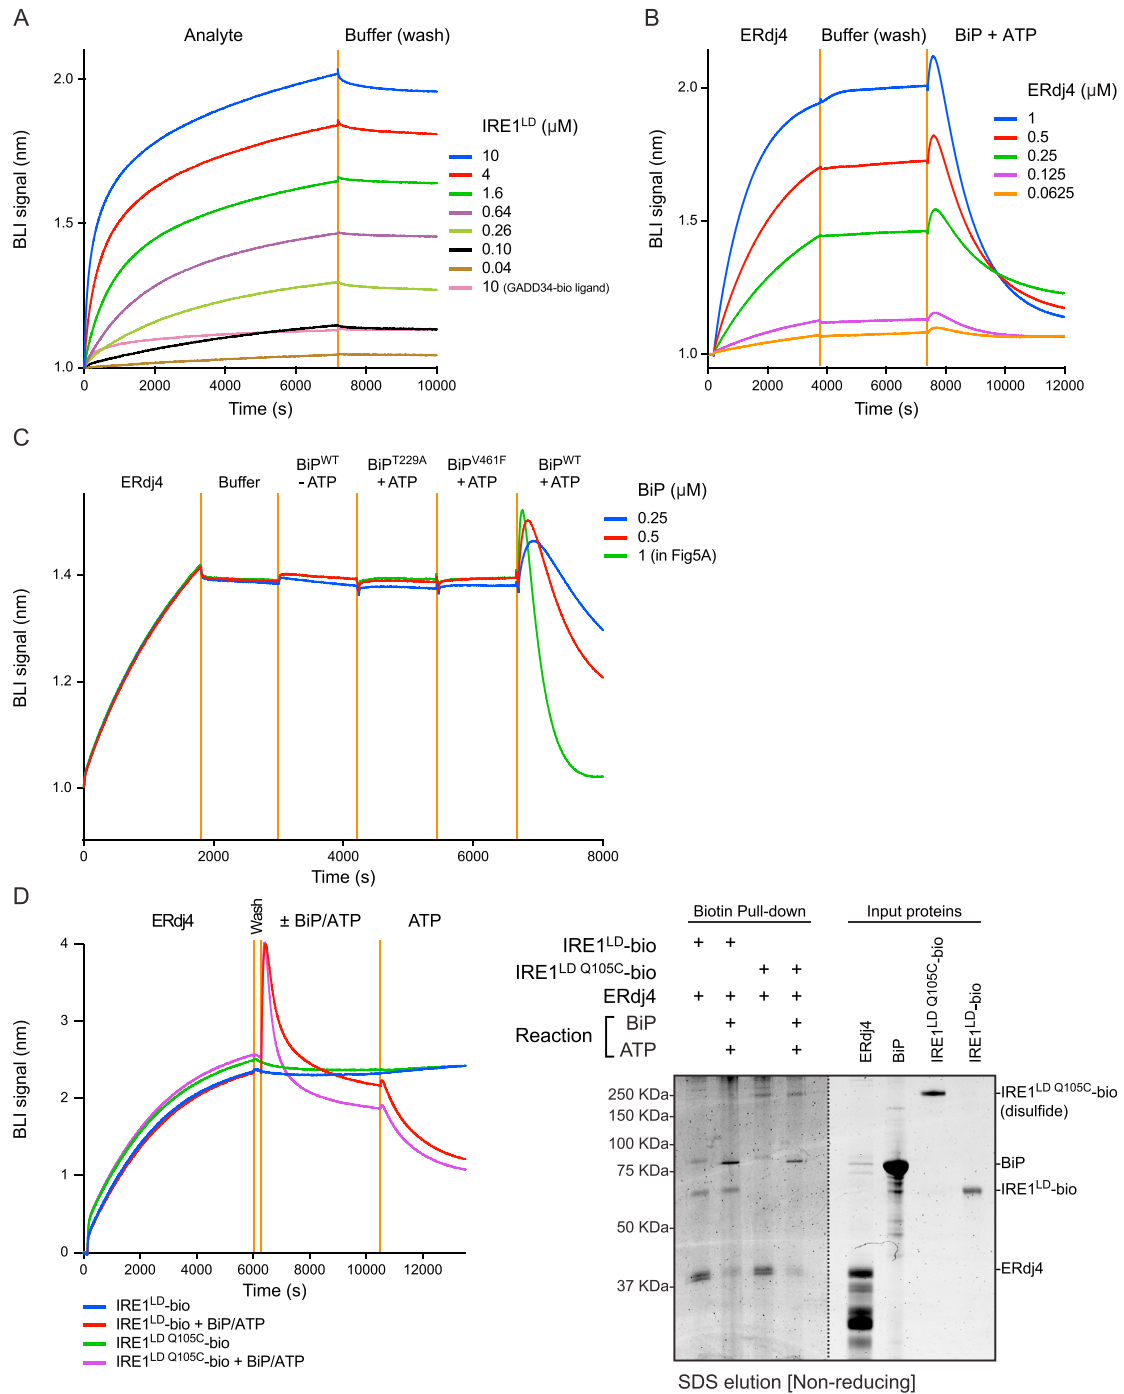 A
Analyte
Buffer (wash)
BLI signal (nm)
2.0
1.5
1.0
0
2000
4000
6000
8000
10000
Time (s)
IRE1LD (μM)
10
4
1.6
0.64
0.26
0.10
0.04
10 (GADD34-bio ligand)
B
ERdj4
Buffer (wash)
BiP + ATP
BLI signal (nm)
2.0
1.5
1.0
0
2000
4000
6000
8000
10000
12000
Time (s)
ERdj4 (μM)
1
0.5
0.25
0.125
0.0625
C
ERdj4
Buffer
BiPWT
- ATP
BiPT229A
+ ATP
BiPV461F
+ ATP
BiPWT
+ ATP
BLI signal (nm)
1.4
1.2
1.0
0
2000
4000
6000
8000
Time (s)
BiP (μM)
0.25
0.5
1 (in Fig5A)
D
ERdj4
Wash
± BiP/ATP
ATP
BLI signal (nm)
4
3
2
1
0
0
2000
4000
6000
8000
10000
12000
Time (s)
IRE1LD-bio
IRE1LD-bio + BiP/ATP
IRE1LD Q105C-bio
IRE1LD Q105C-bio + BiP/ATP
Biotin Pull-down
Input proteins
IRE1LD-bio + +
IRE1LD Q105C-bio + +
ERdj4 + + + +
Reaction
BiP + +
ATP + +
ERdj4
BiP
IRE1LD Q105C-bio
IRE1LD-bio
250 KDa-
150 KDa-
100 KDa-
75 KDa-
50 KDa-
37 KDa-
-IRE1LD Q105C-bio
(disulfide)
-BiP
-IRE1LD-bio
-ERdj4
SDS elution [Non-reducing]